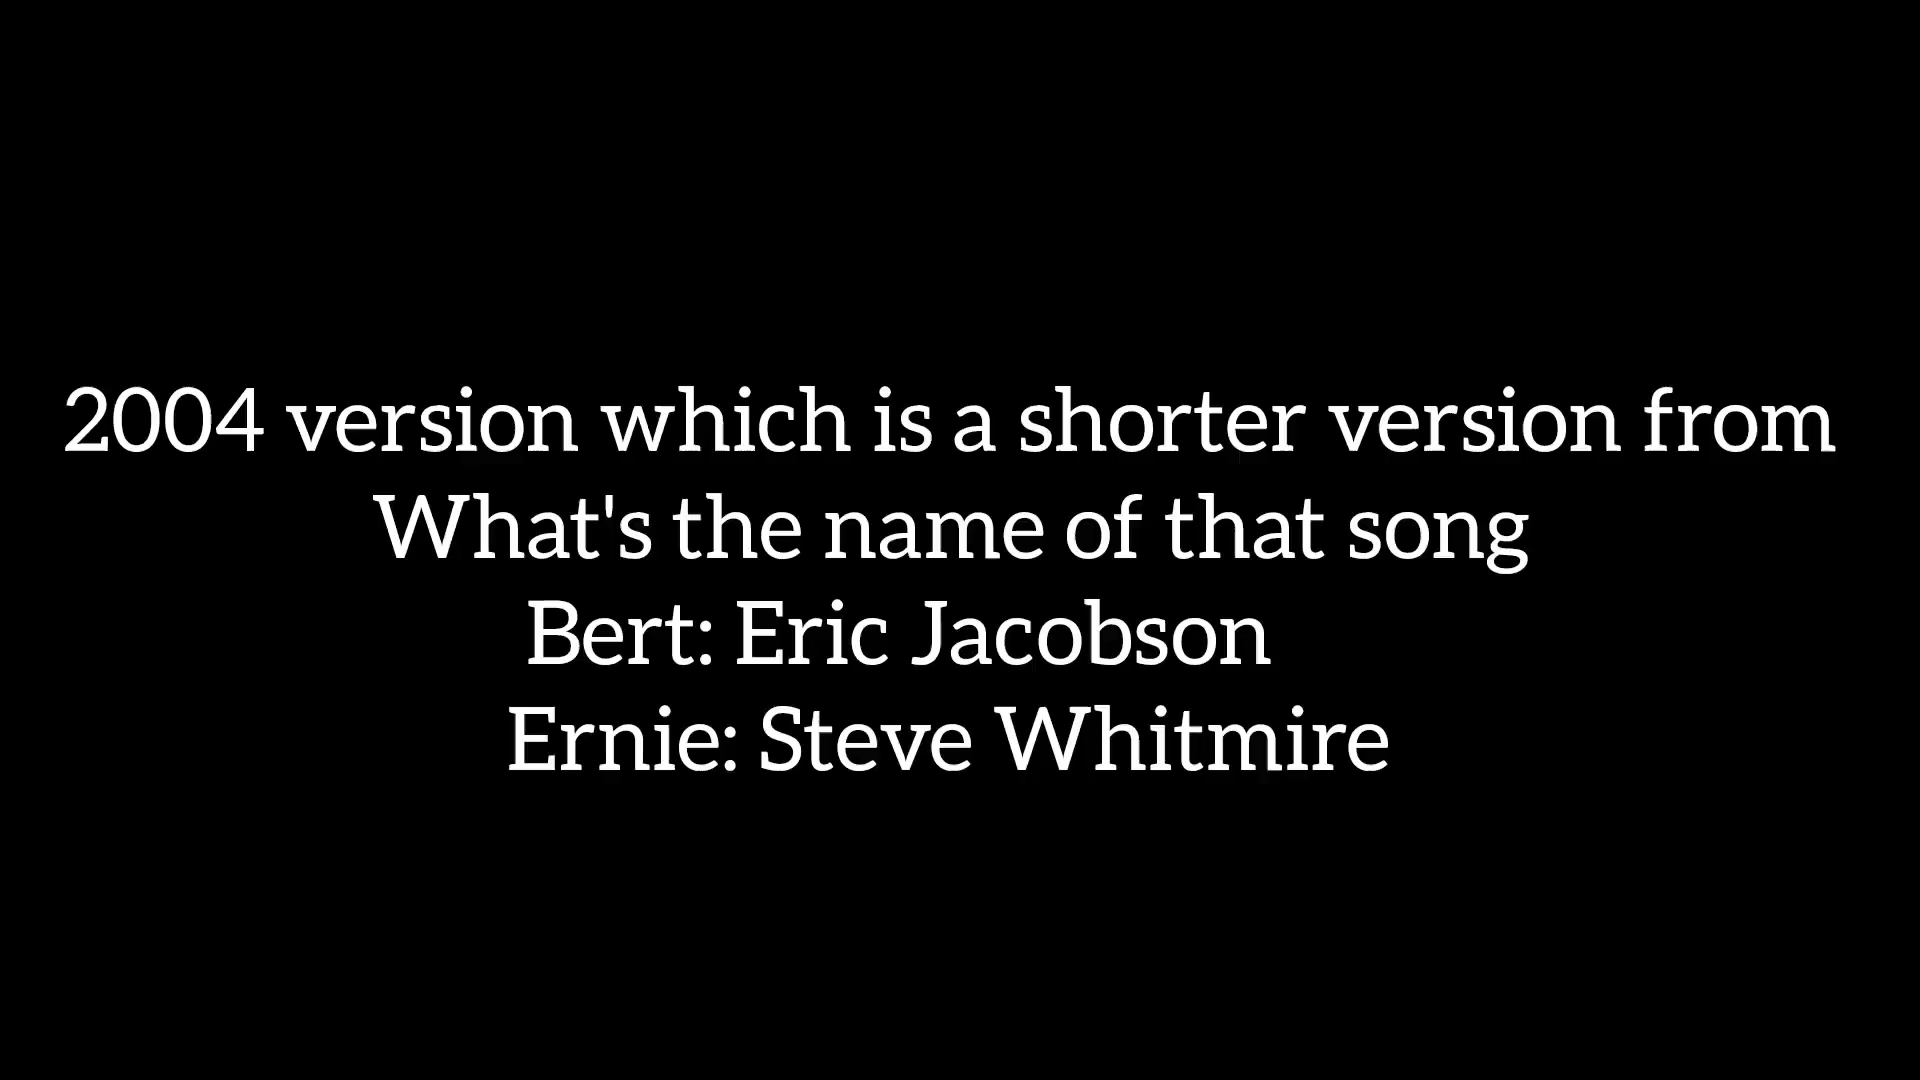 2004 version which is a shorter version from
What's the name of that song
Bert: Eric Jacobson
Ernie: Steve Whitmire